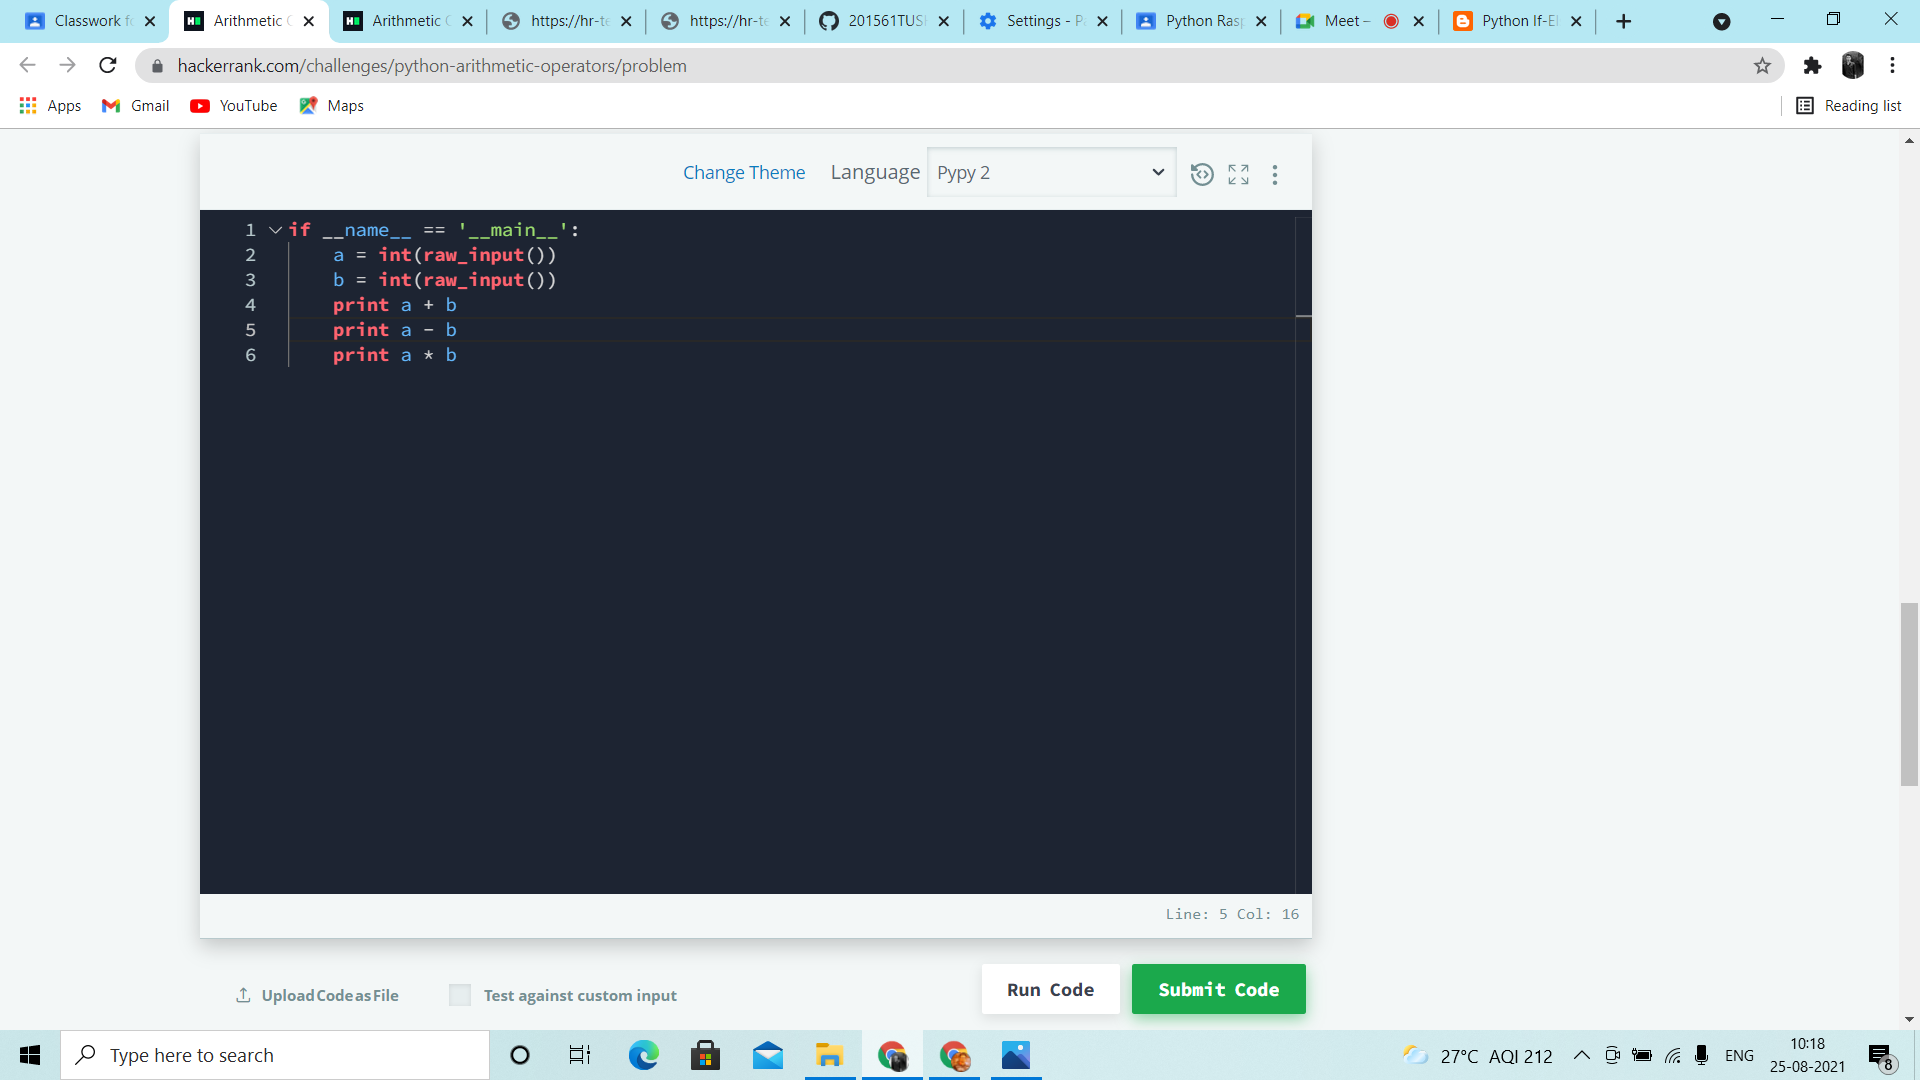 Classwork f
Arithmetic
Arithmetic
https://hr-te
https://hr-te
201561TUS
Settings - P
Python Rasp
Meet –
Python If-El
hackerrank.com/challenges/python-arithmetic-operators/problem
Apps
Gmail
YouTube
Maps
Reading list
Change Theme
Language
Pypy 2
1 if __name__ == '__main__':
2 a = int(raw_input())
3 b = int(raw_input())
4 print a + b
5 print a - b
6 print a * b
Line: 5 Col: 16
Upload Code as File
Test against custom input
Run Code
Submit Code
Type here to search
27°C AQI 212
ENG
10:18
25-08-2021
8